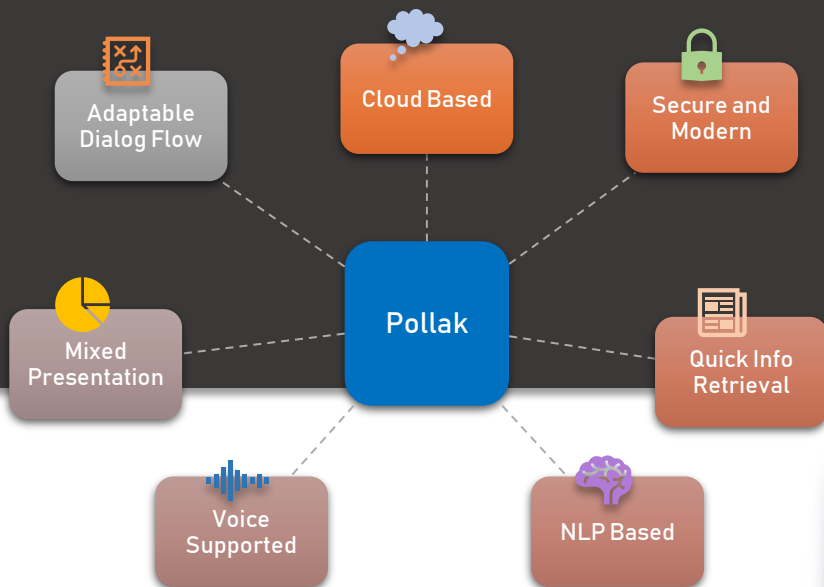 Adaptable
Dialog Flow
Cloud Based
Secure and
Modern
Pollak
Mixed
Presentation
Quick Info
Retrieval
Voice
Supported
NLP Based